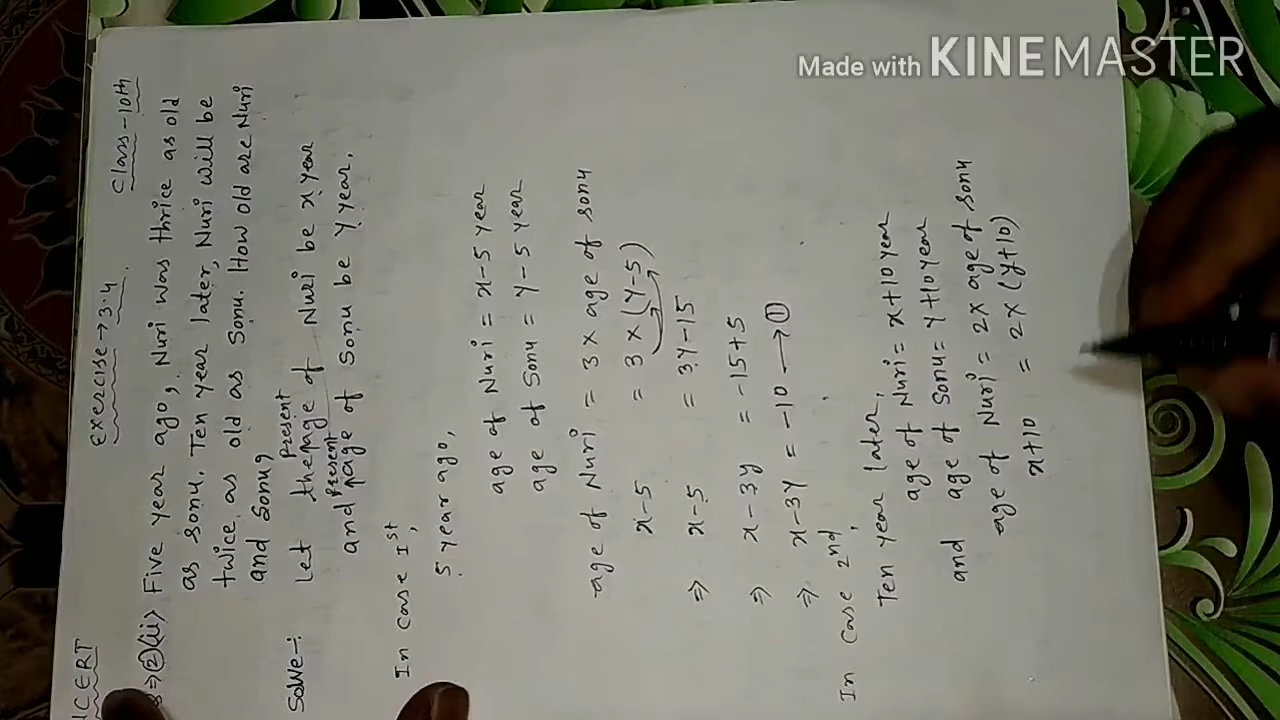 NCERT
Exercise→3.4. Class-10th
⇒②(ii)> Five year ago, Nuri was thrice as old
as sonu. Ten year later, Nuri will be
twice as old as Sonu. How old are Nuri
and Sonu,
Solve-: Let the present age of Nuri be x year
and present age of Sonu be y year.
In case Ist,
5 year ago,
age of Nuri = x-5 year
age of Sonu = y-5 year
age of Nuri = 3 x age of sonu
x-5 = 3 x (y-5)
⇒ x-5 = 3y-15
⇒ x-3y = -15+5
⇒ x-3y = -10 →①
In case 2nd,
Ten year later,
age of Nuri = x+10 year
and age of Sonu = y+10 year
age of Nuri = 2x age of sonu
x+10 = 2x (y+10)
Made with KINEMASTER